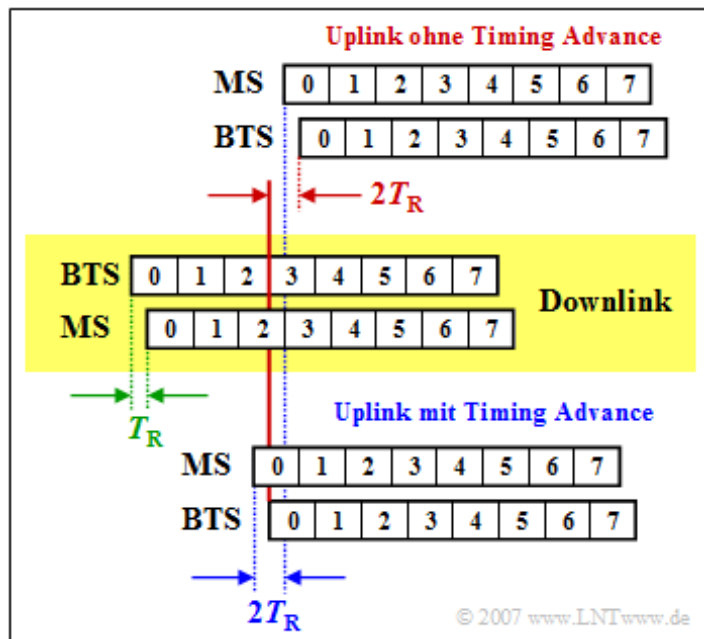 Uplink ohne Timing Advance
MS 0 1 2 3 4 5 6 7
BTS 0 1 2 3 4 5 6 7
2TR
BTS 0 1 2 3 4 5 6 7
Downlink
MS 0 1 2 3 4 5 6 7
TR
Uplink mit Timing Advance
MS 0 1 2 3 4 5 6 7
BTS 0 1 2 3 4 5 6 7
2TR
© 2007 www.LNTwww.de